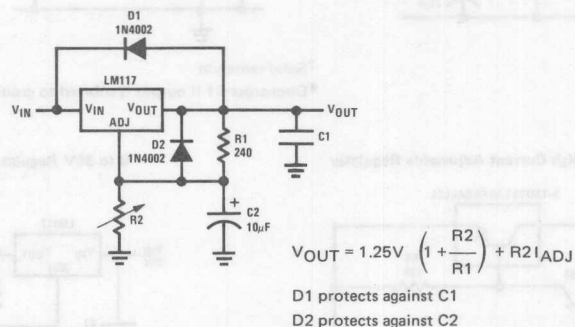 D1
1N4002
LM117
VIN
VIN
VOUT
VOUT
ADJ
D2
1N4002
R1
240
C1
R2
+
C2
10μF
VOUT = 1.25V (1 + R2/R1) + R2 IADJ
D1 protects against C1
D2 protects against C2